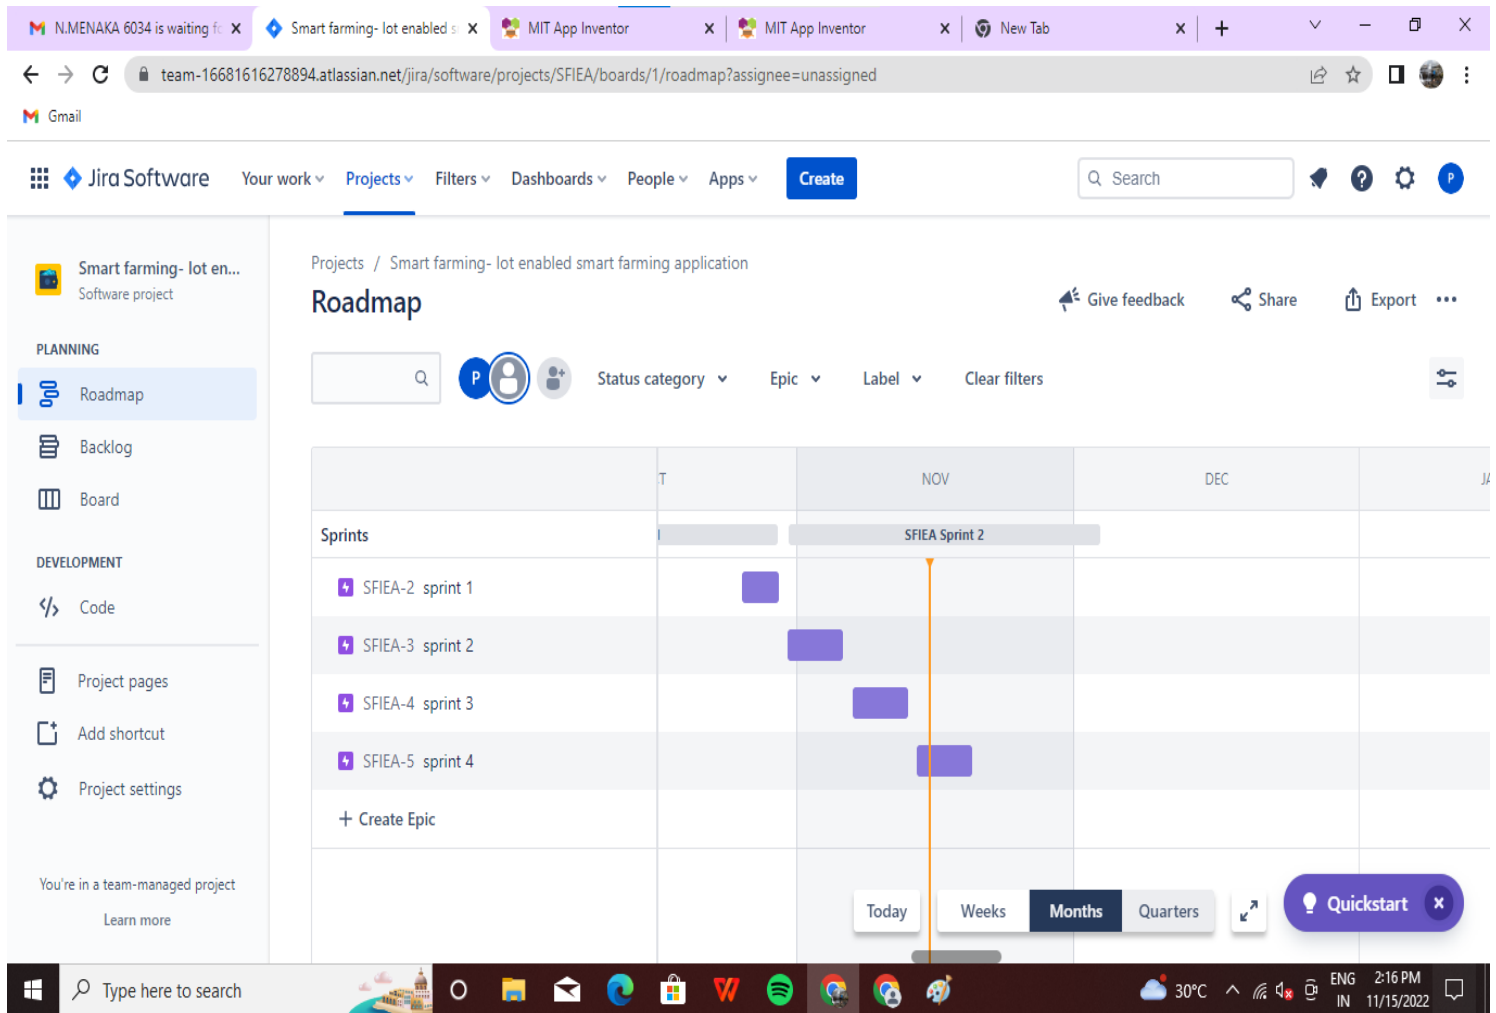 N.MENAKA 6034 is waiting fo
Smart farming- Iot enabled s
MIT App Inventor
MIT App Inventor
New Tab
team-16681616278894.atlassian.net/jira/software/projects/SFIEA/boards/1/roadmap?assignee=unassigned
Gmail
Jira Software Your work Projects Filters Dashboards People Apps Create Search P
Smart farming- Iot en...
Software project
PLANNING
Roadmap
Backlog
Board
DEVELOPMENT
Code
Project pages
Add shortcut
Project settings
You're in a team-managed project
Learn more
Projects / Smart farming- Iot enabled smart farming application
Roadmap
Give feedback Share Export
P Status category Epic Label Clear filters
NOV DEC
Sprints SFIEA Sprint 2
SFIEA-2 sprint 1
SFIEA-3 sprint 2
SFIEA-4 sprint 3
SFIEA-5 sprint 4
+ Create Epic
Today Weeks Months Quarters
Quickstart
Type here to search
30°C
ENG
IN
2:16 PM
11/15/2022